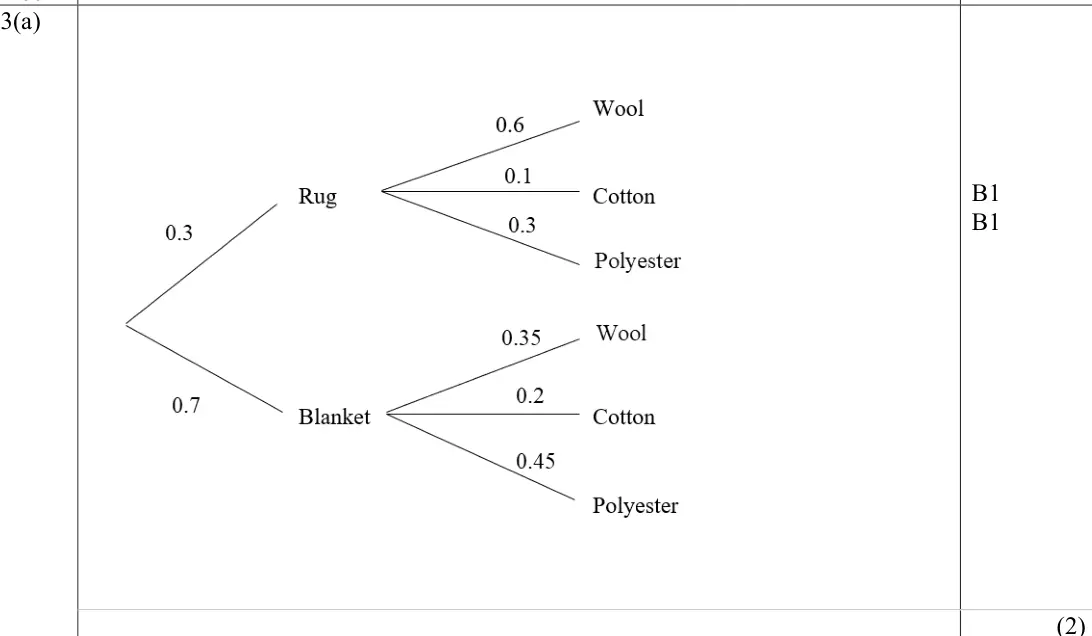 3(a)
Wool
0.6
0.1
Rug
Cotton
B1
0.3
0.3
B1
Polyester
0.35
Wool
0.2
0.7
Blanket
Cotton
0.45
Polyester
(2)